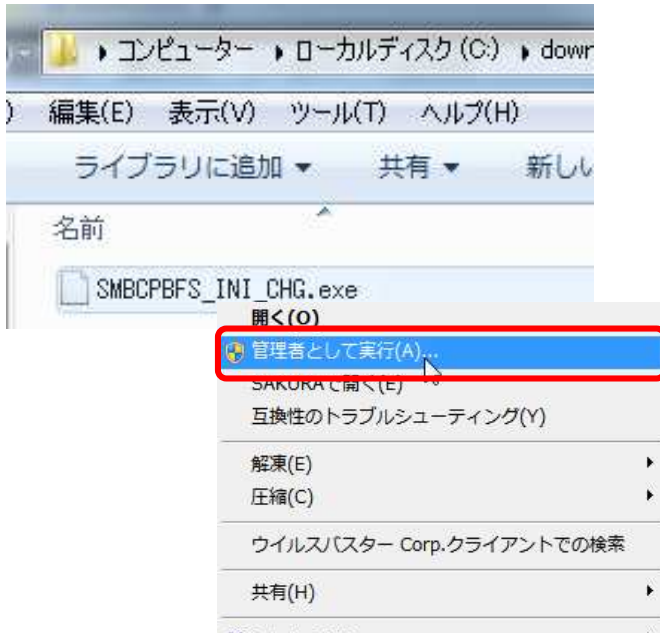 コンピューター ローカルディスク (C:)
編集(E) 表示(V) ツール(T) ヘルプ(H)
ライブラリに追加 共有
名前
SMBCPBFS_INI_CHG.exe
開く(O)
管理者として実行(A)...
SAKURAで開く(E)
互換性のトラブルシューティング(Y)
解凍(E)
圧縮(C)
ウイルスバスター Corp.クライアントでの検索
共有(H)